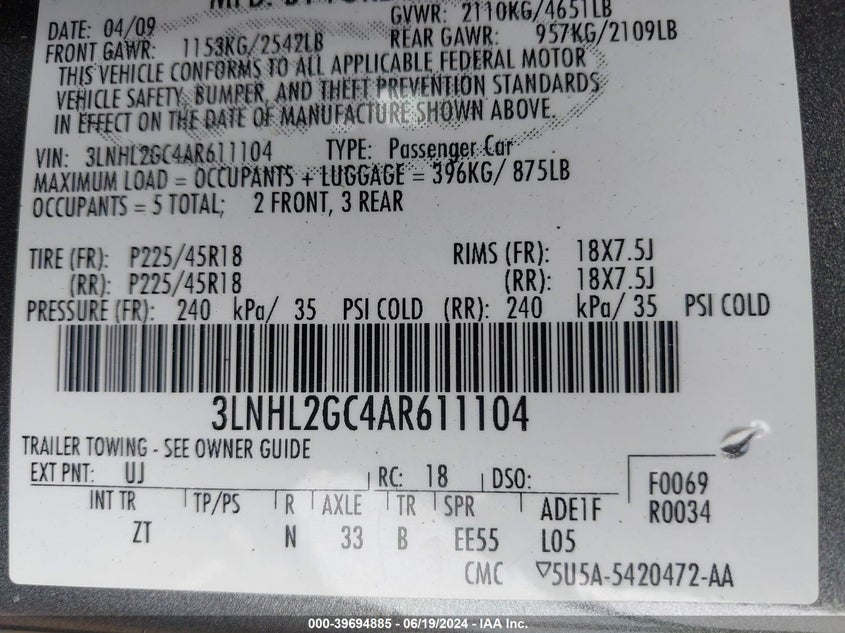 MFD. BY FORD
GVWR: 2110KG/4651LB
DATE: 04/09
FRONT GAWR: 1153KG/2542LB REAR GAWR: 957KG/2109LB
THIS VEHICLE CONFORMS TO ALL APPLICABLE FEDERAL MOTOR
VEHICLE SAFETY, BUMPER, AND THEFT PREVENTION STANDARDS
IN EFFECT ON THE DATE OF MANUFACTURE SHOWN ABOVE.
VIN: 3LNHL2GC4AR611104 TYPE: Passenger Car
MAXIMUM LOAD = OCCUPANTS + LUGGAGE = 396KG/ 875LB
OCCUPANTS = 5 TOTAL; 2 FRONT, 3 REAR
TIRE (FR): P225/45R18 RIMS (FR): 18X7.5J
(RR): P225/45R18 (RR): 18X7.5J
PRESSURE (FR): 240 kPa/ 35 PSI COLD (RR): 240 kPa/ 35 PSI COLD
3LNHL2GC4AR611104
TRAILER TOWING - SEE OWNER GUIDE
EXT PNT: UJ RC: 18 DSO: F0069
INT TR TP/PS R AXLE TR SPR ADE1F R0034
ZT N 33 B EE55 L05
CMC ▽5U5A-5420472-AA
000-39694885 - 06/19/2024 - IAA Inc.